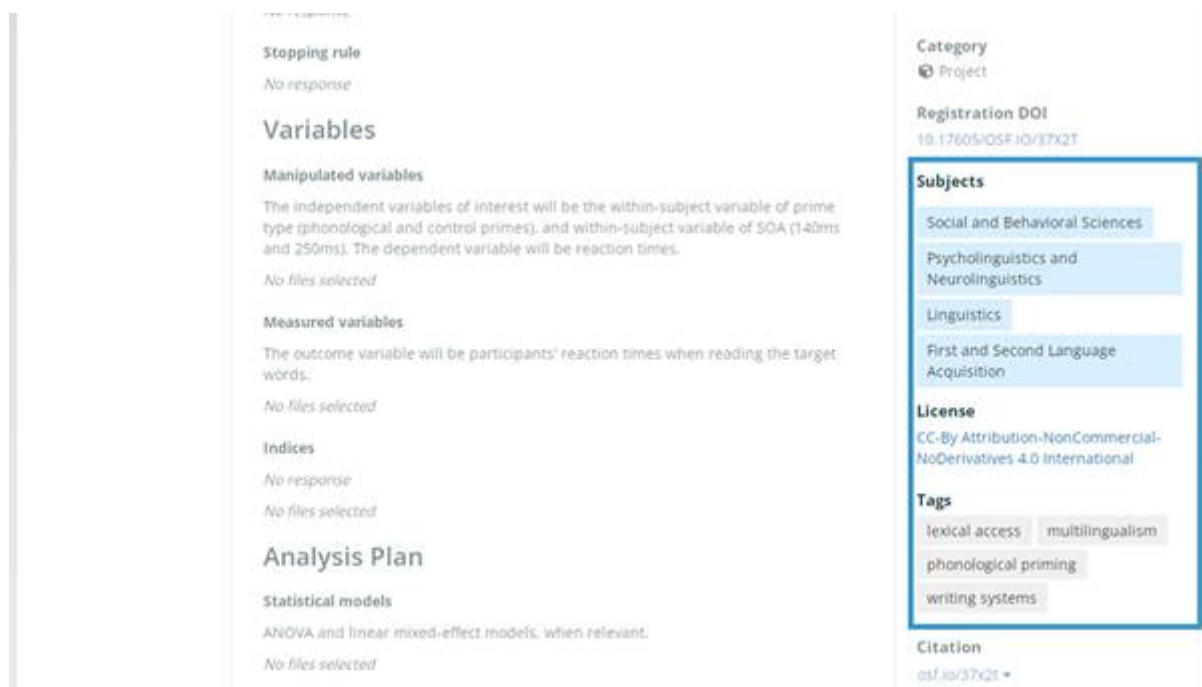 No response
Stopping rule
No response
Variables
Manipulated variables
The independent variables of interest will be the within-subject variable of prime
type (phonological and control primes), and within-subject variable of SOA (140ms
and 250ms). The dependent variable will be reaction times.
No files selected
Measured variables
The outcome variable will be participants' reaction times when reading the target
words.
No files selected
Indices
No response
No files selected
Analysis Plan
Statistical models
ANOVA and linear mixed-effect models, when relevant.
No files selected
Category
Project
Registration DOI
10.17605/OSF.IO/37X2T
Subjects
Social and Behavioral Sciences
Psycholinguistics and
Neurolinguistics
Linguistics
First and Second Language
Acquisition
License
CC-By Attribution-NonCommercial-
NoDerivatives 4.0 International
Tags
lexical access multilingualism
phonological priming
writing systems
Citation
osf.io/37x2t